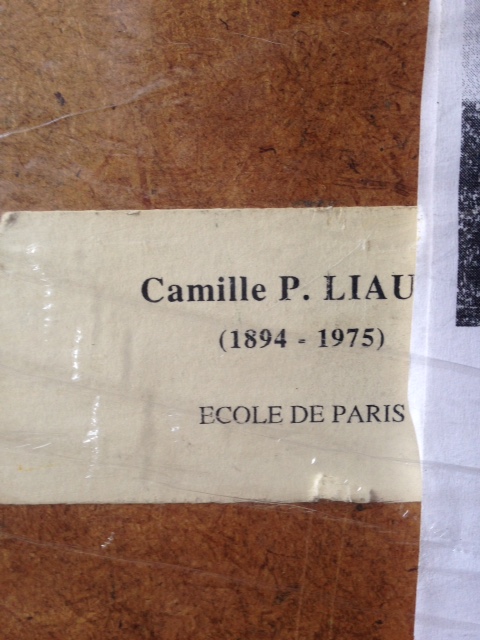 Camille P. LIAU
(1894 - 1975)
ECOLE DE PARIS